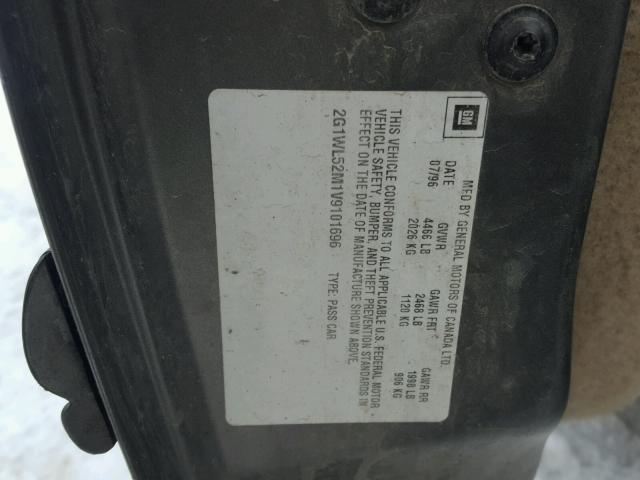 GM
MFD BY GENERAL MOTORS OF CANADA LTD.
DATE GVWR GAWR FRT GAWR RR
07/96 4466 LB 2468 LB 1998 LB
2026 KG 1120 KG 906 KG
THIS VEHICLE CONFORMS TO ALL APPLICABLE U.S. FEDERAL MOTOR
VEHICLE SAFETY, BUMPER, AND THEFT PREVENTION STANDARDS IN
EFFECT ON THE DATE OF MANUFACTURE SHOWN ABOVE.
2G1WL52M1V9101696 TYPE: PASS CAR